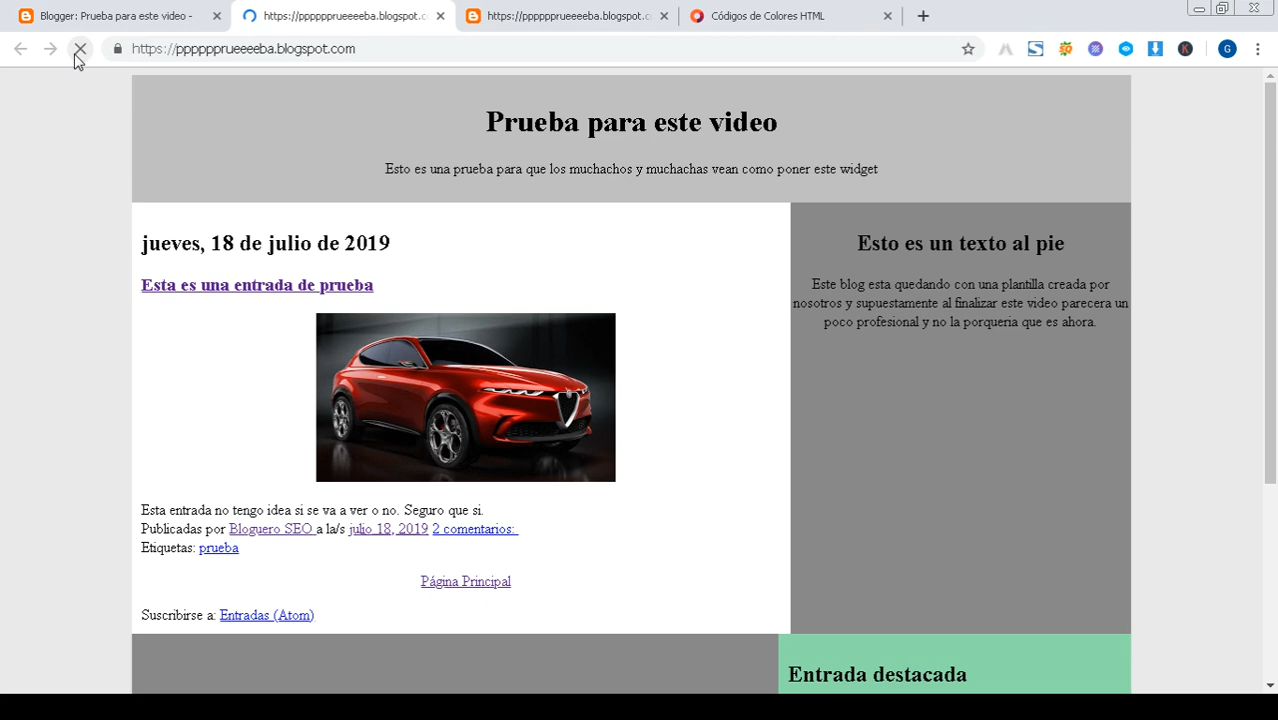 Blogger: Prueba para este video -
https://ppppppprueeeeba.blogspot.co
https://ppppppprueeeeba.blogspot.co
Códigos de Colores HTML
https://ppppppprueeeeba.blogspot.com
G
Prueba para este video
Esto es una prueba para que los muchachos y muchachas vean como poner este widget
jueves, 18 de julio de 2019
Esta es una entrada de prueba
Esta entrada no tengo idea si se va a ver o no. Seguro que si.
Publicadas por Bloguero SEO a la/s julio 18, 2019 2 comentarios:
Etiquetas: prueba
Página Principal
Suscribirse a: Entradas (Atom)
Esto es un texto al pie
Este blog esta quedando con una plantilla creada por
nosotros y supuestamente al finalizar este video parecera un
poco profesional y no la porqueria que es ahora.
Entrada destacada